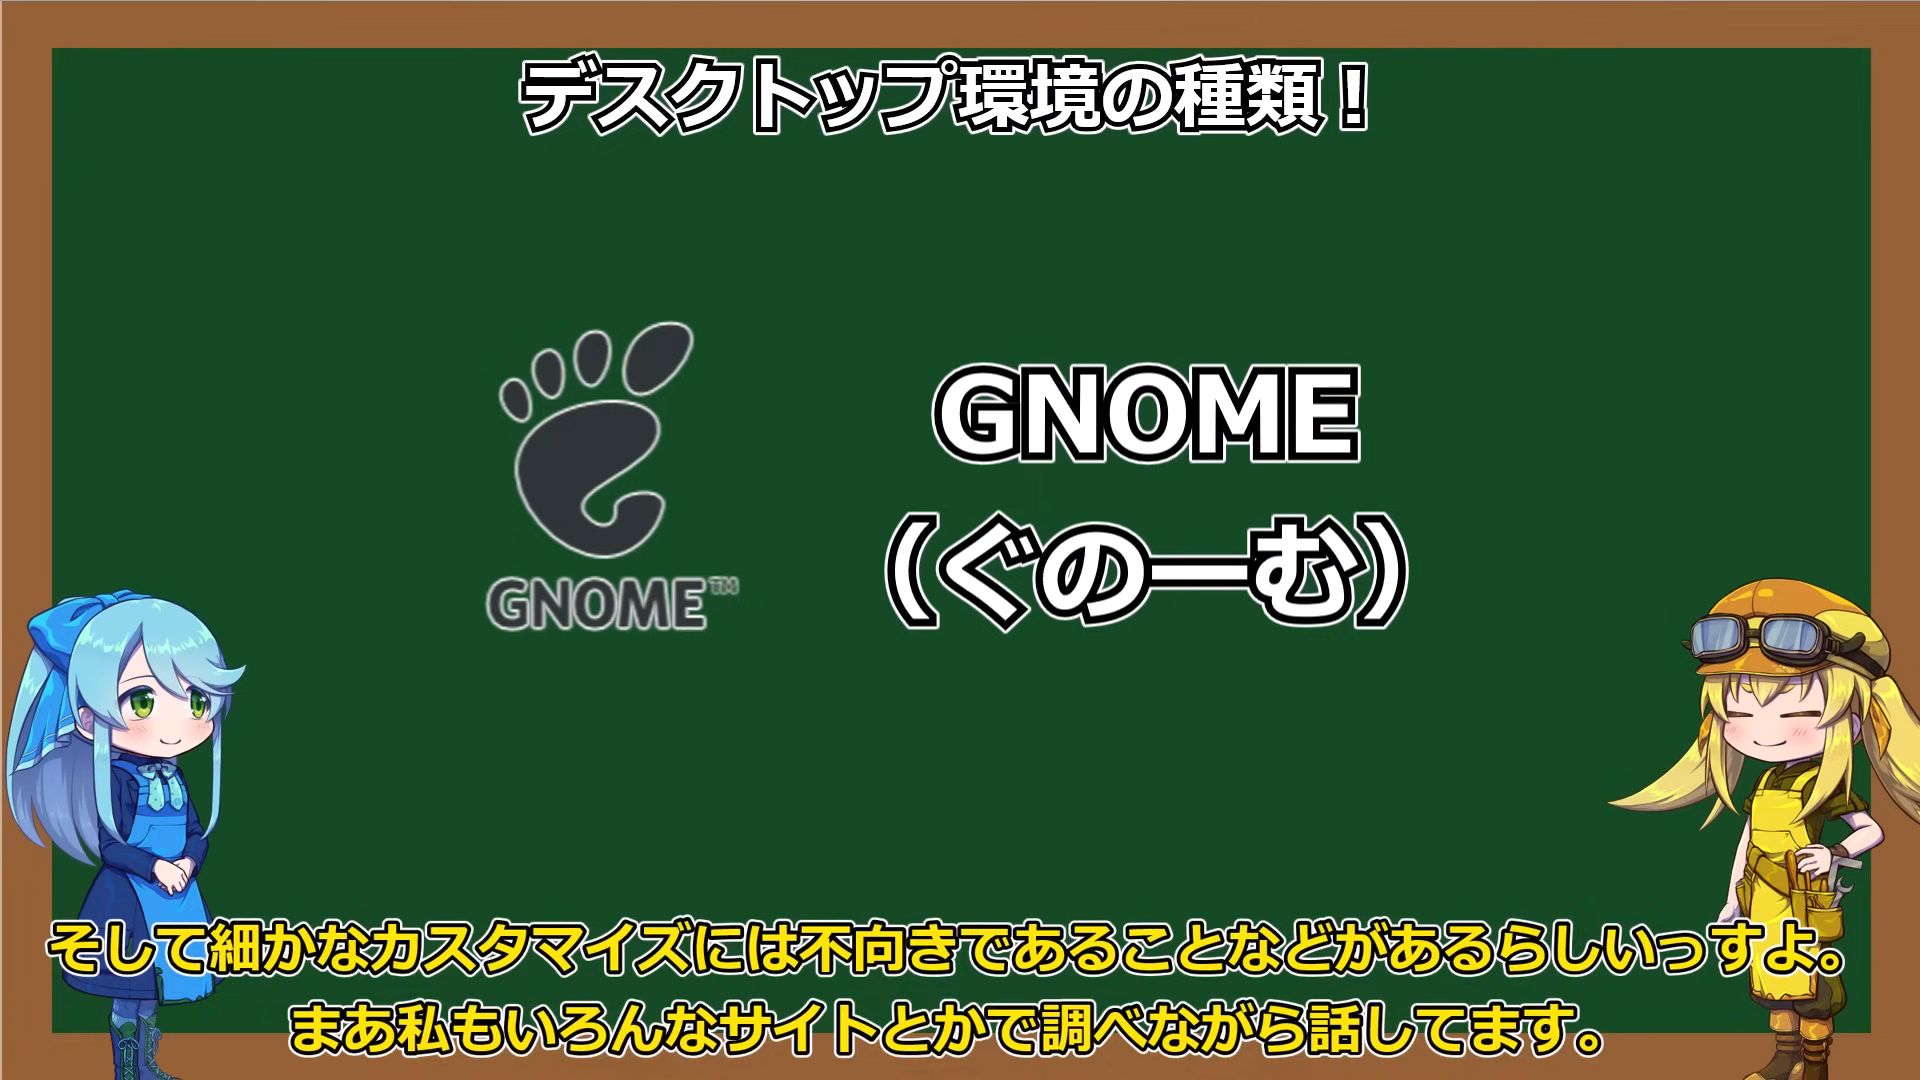 デスクトップ環境の種類！
GNOME™
GNOME
（ぐのーむ）
そして細かなカスタマイズには不向きであることなどがあるらしいっすよ。
まあ私もいろんなサイトとかで調べながら話してます。